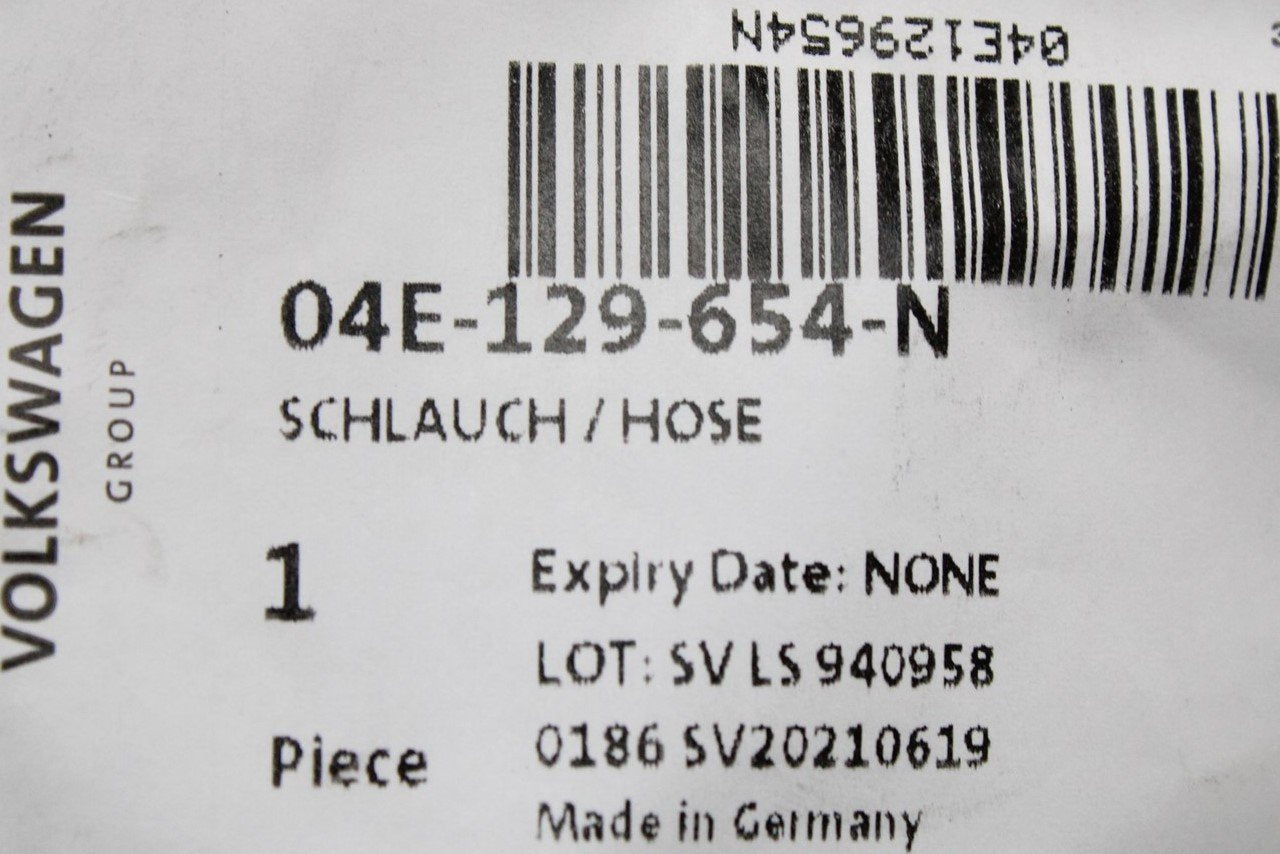 04E129654N
04E-129-654-N
SCHLAUCH / HOSE
VOLKSWAGEN
GROUP
1
Piece
Expiry Date: NONE
LOT: SV LS 940958
0186 SV20210619
Made in Germany